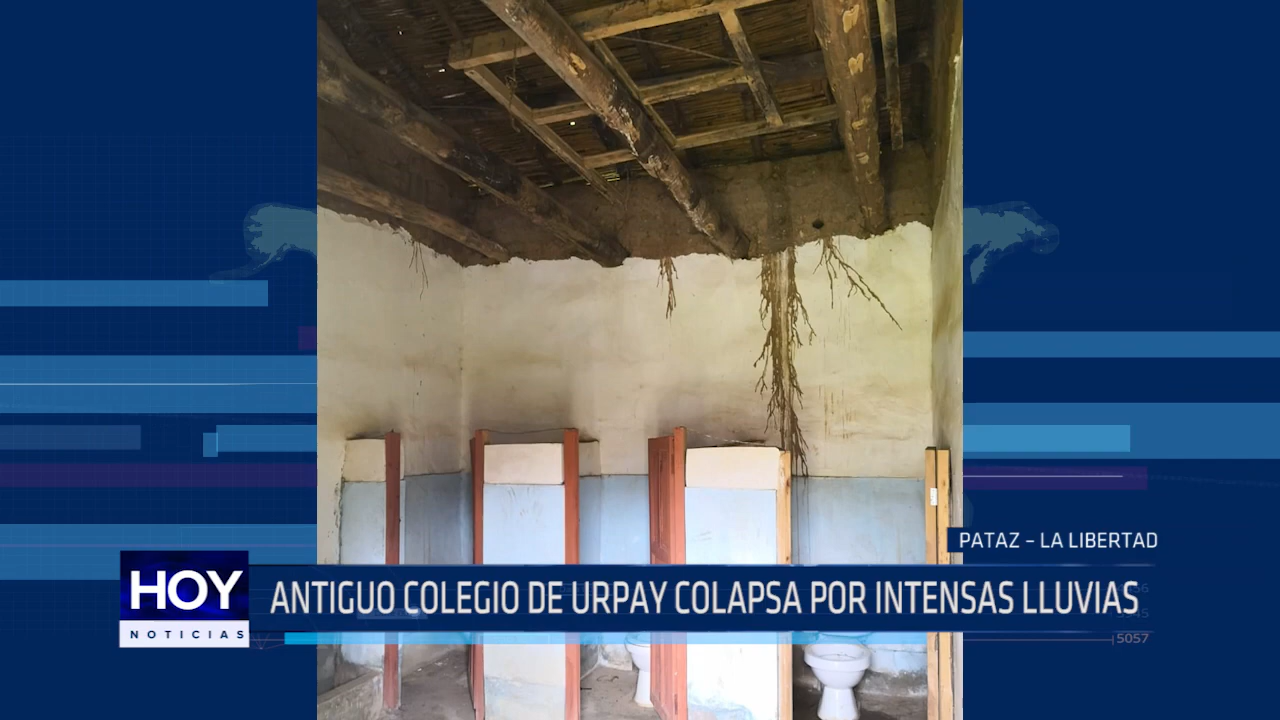 PATAZ - LA LIBERTAD
HOY
NOTICIAS
ANTIGUO COLEGIO DE URPAY COLAPSA POR INTENSAS LLUVIAS
5057